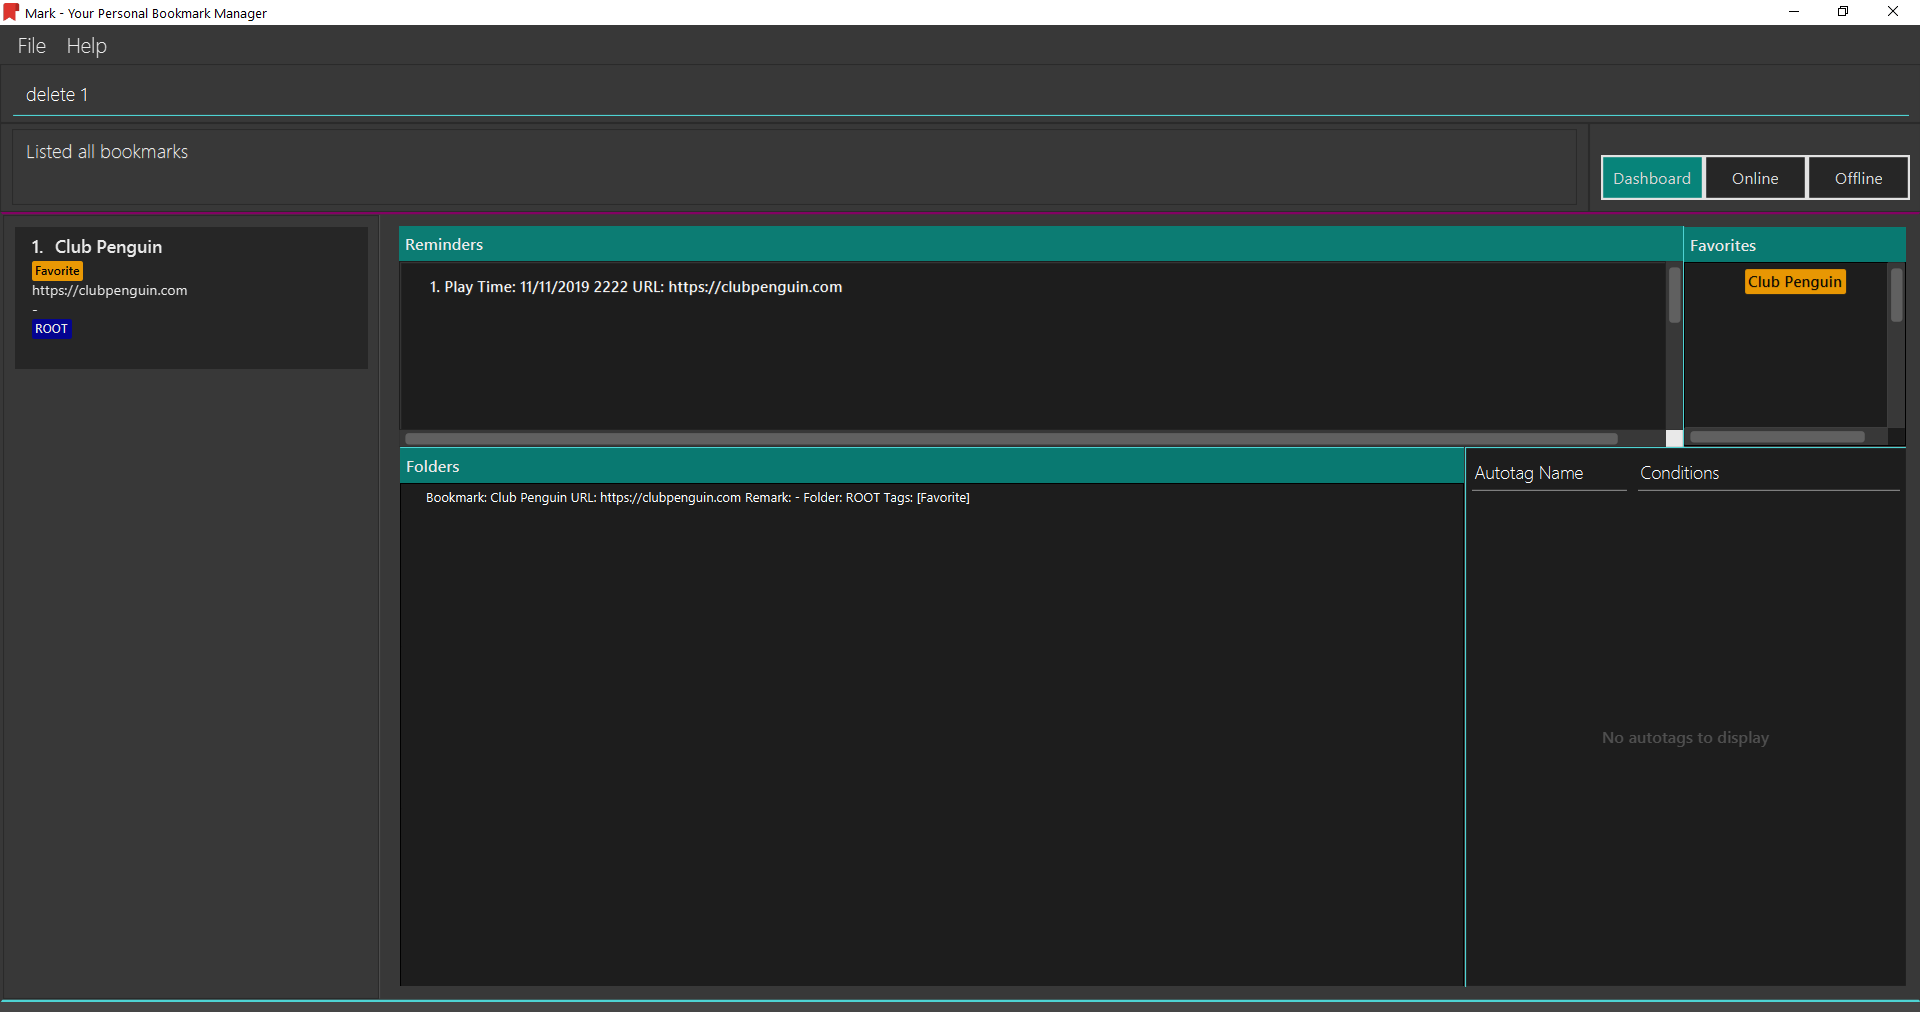 Mark - Your Personal Bookmark Manager
File Help
delete 1
Listed all bookmarks
Dashboard Online Offline
1. Club Penguin
Favorite
https://clubpenguin.com
-
ROOT
Reminders
1. Play Time: 11/11/2019 2222 URL: https://clubpenguin.com
Favorites
Club Penguin
Folders
Bookmark: Club Penguin URL: https://clubpenguin.com Remark: - Folder: ROOT Tags: [Favorite]
Autotag Name Conditions
No autotags to display